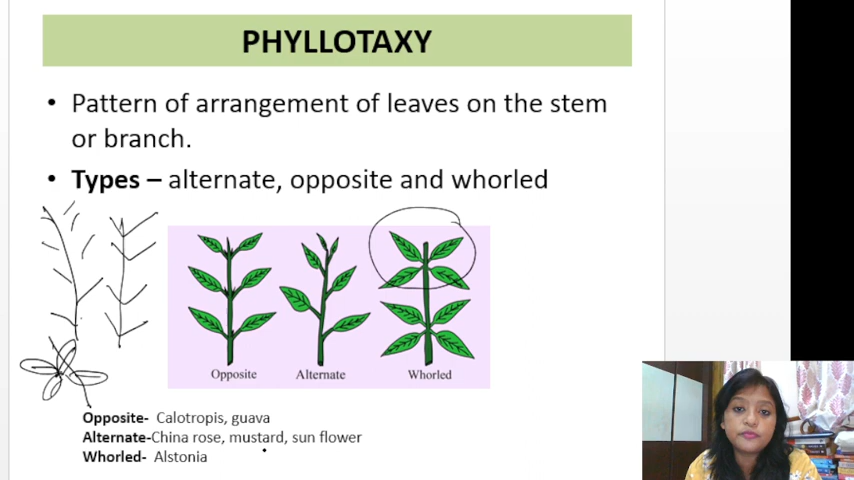 PHYLLOTAXY
• Pattern of arrangement of leaves on the stem
or branch.
• Types – alternate, opposite and whorled
Opposite Alternate Whorled
Opposite- Calotropis, guava
Alternate-China rose, mustard, sun flower
Whorled- Alstonia